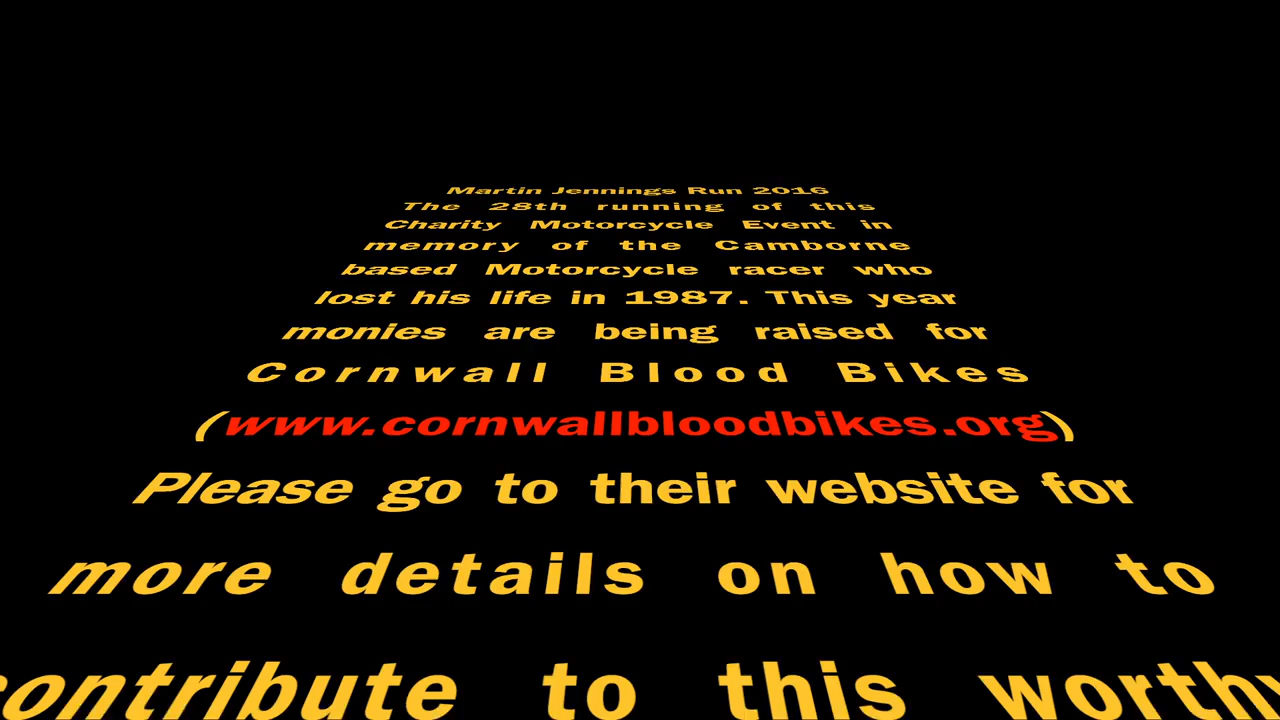 Martin Jennings Run 2016
The 28th running of this
Charity Motorcycle Event in
memory of the Camborne
based Motorcycle racer who
lost his life in 1987. This year
monies are being raised for
Cornwall Blood Bikes
(www.cornwallbloodbikes.org)
Please go to their website for
more details on how to
contribute to this worthy